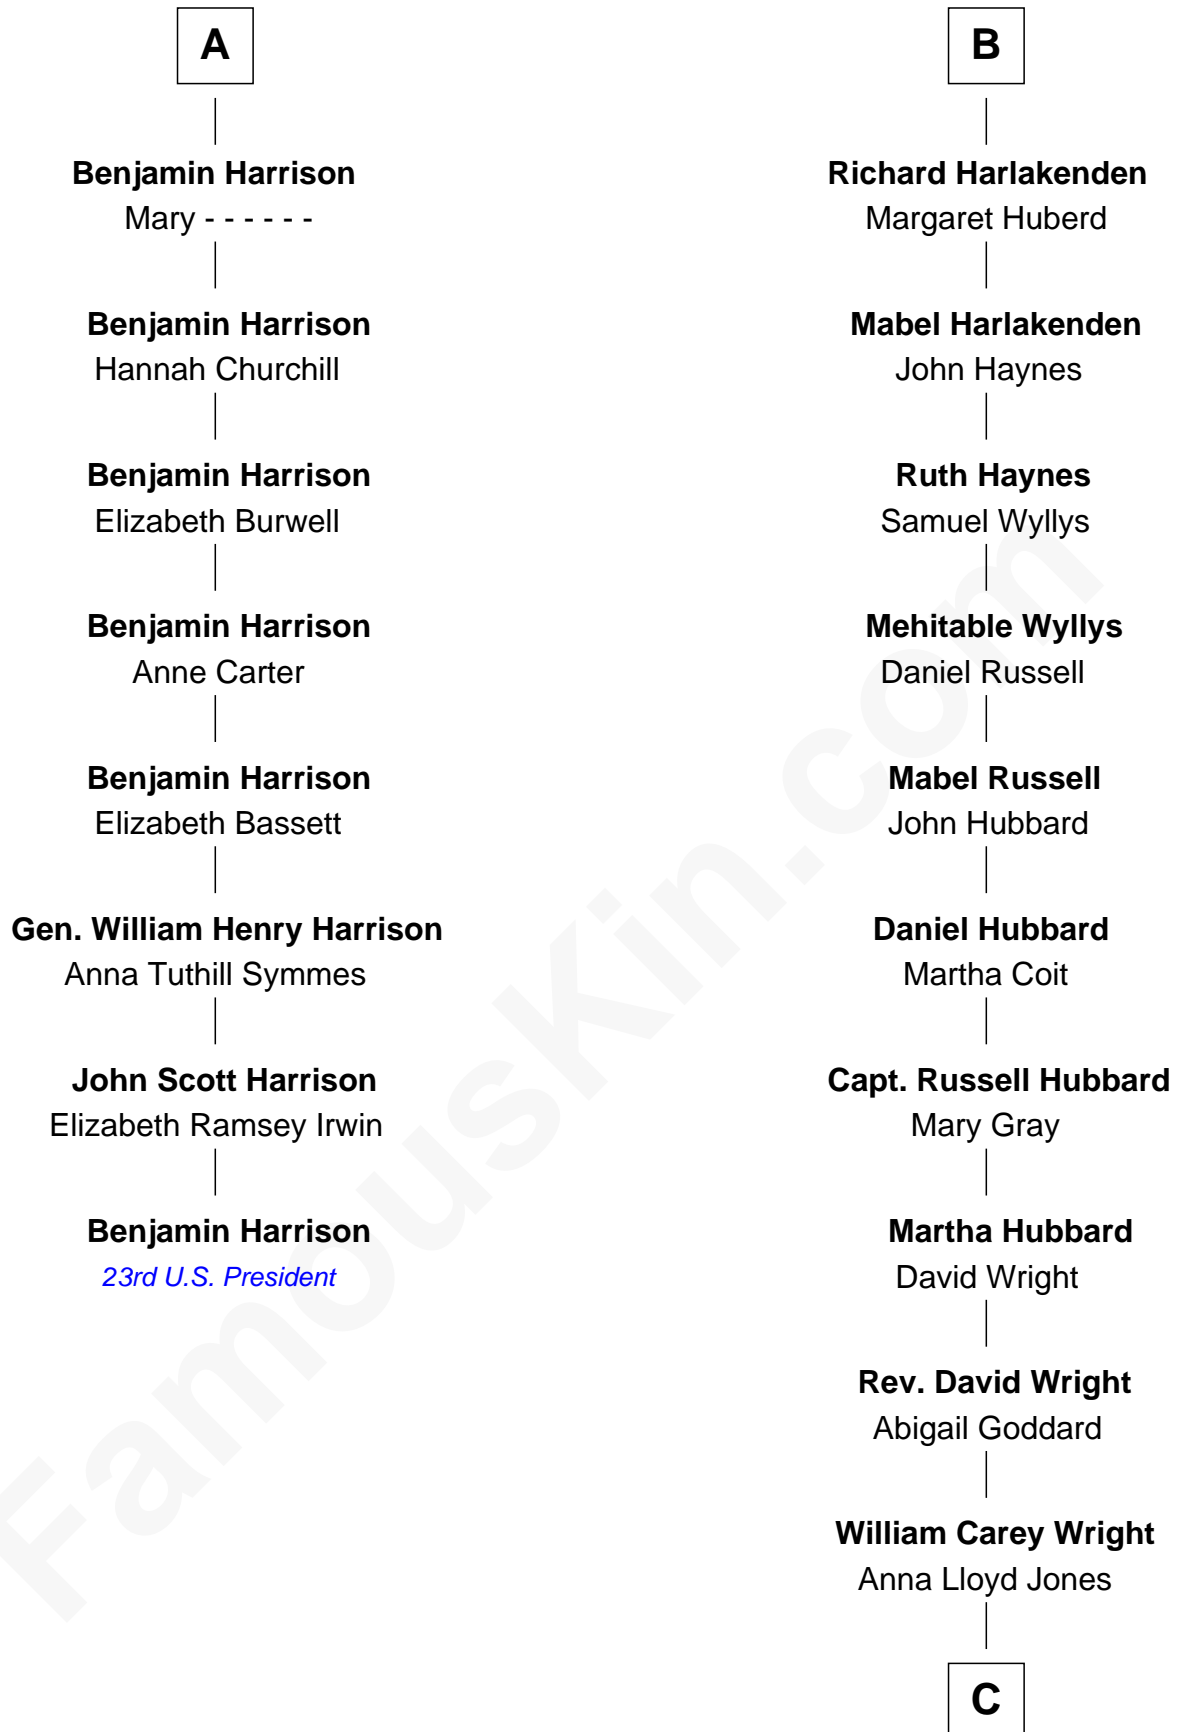 A
Benjamin Harrison
Mary - - - - - -
Benjamin Harrison
Hannah Churchill
Benjamin Harrison
Elizabeth Burwell
Benjamin Harrison
Anne Carter
Benjamin Harrison
Elizabeth Bassett
Gen. William Henry Harrison
Anna Tuthill Symmes
John Scott Harrison
Elizabeth Ramsey Irwin
Benjamin Harrison
23rd U.S. President
B
Richard Harlakenden
Margaret Huberd
Mabel Harlakenden
John Haynes
Ruth Haynes
Samuel Wyllys
Mehitable Wyllys
Daniel Russell
Mabel Russell
John Hubbard
Daniel Hubbard
Martha Coit
Capt. Russell Hubbard
Mary Gray
Martha Hubbard
David Wright
Rev. David Wright
Abigail Goddard
William Carey Wright
Anna Lloyd Jones
C
FamousKin.com